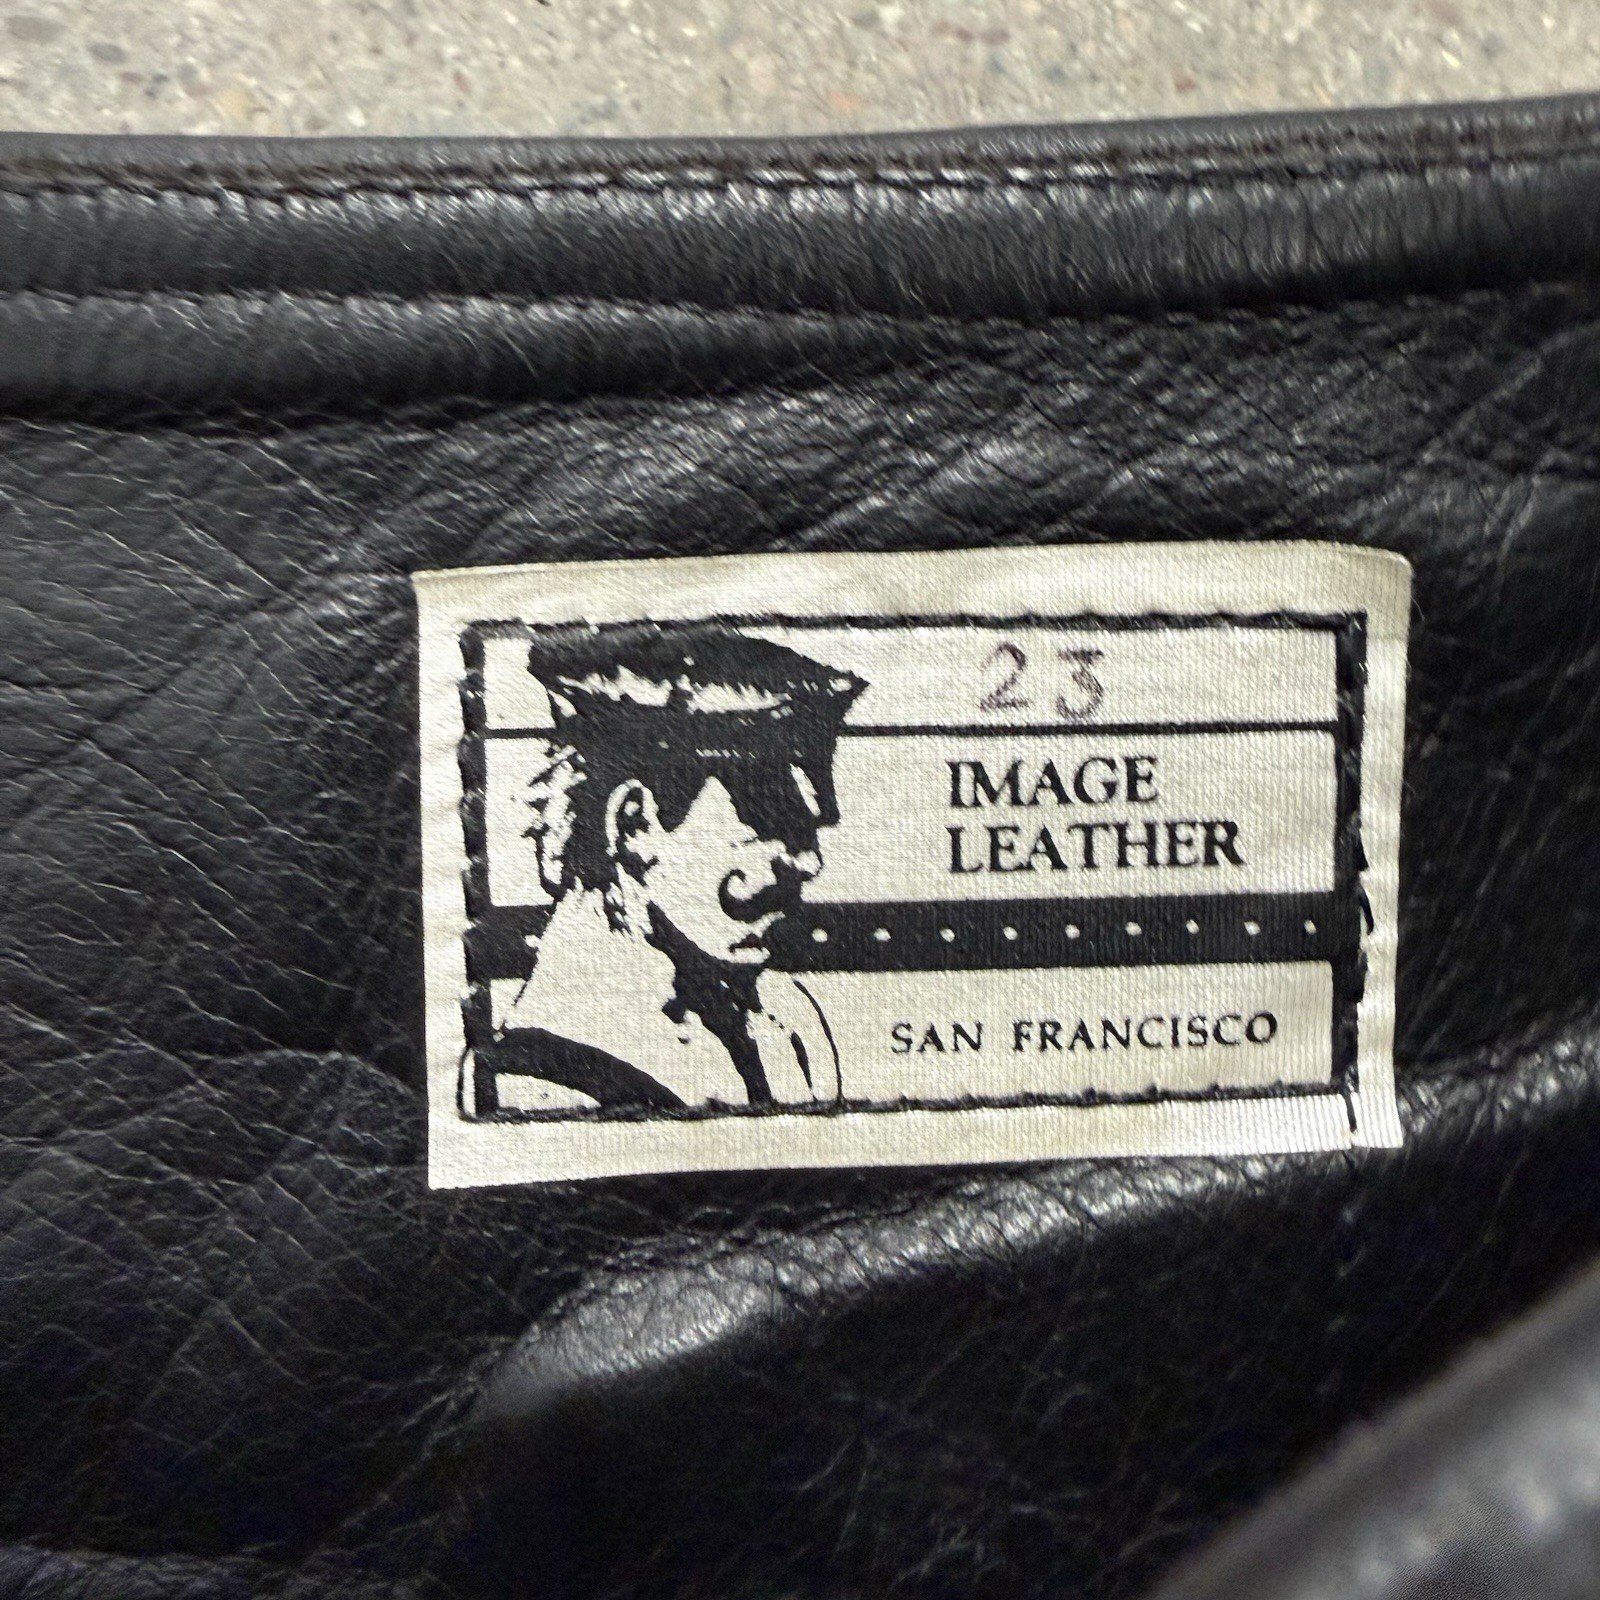 23
IMAGE
LEATHER
SAN FRANCISCO